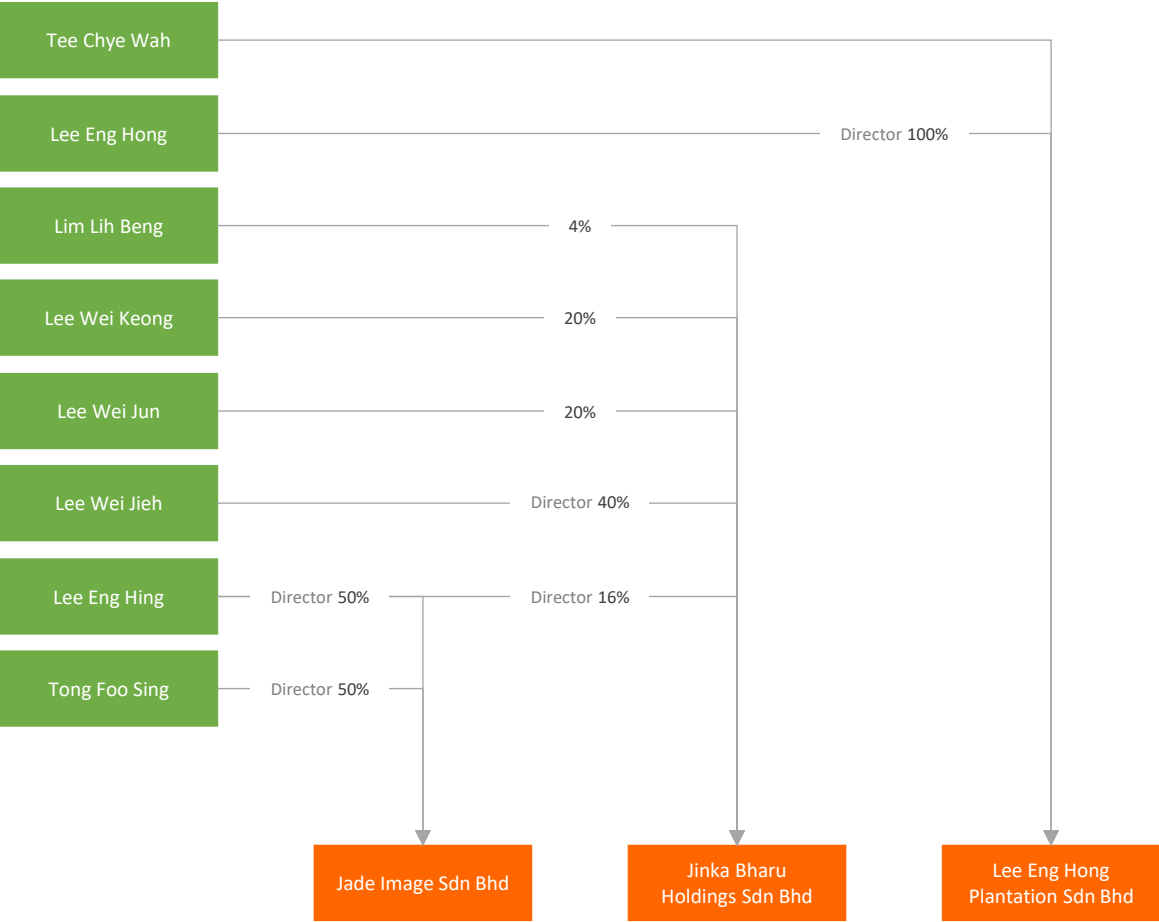 Tee Chye Wah
Lee Eng Hong
Director 100%
Lim Lih Beng
4%
Lee Wei Keong
20%
Lee Wei Jun
20%
Lee Wei Jieh
Director 40%
Lee Eng Hing
Director 50%
Director 16%
Tong Foo Sing
Director 50%
Jade Image Sdn Bhd
Jinka Bharu
Holdings Sdn Bhd
Lee Eng Hong
Plantation Sdn Bhd